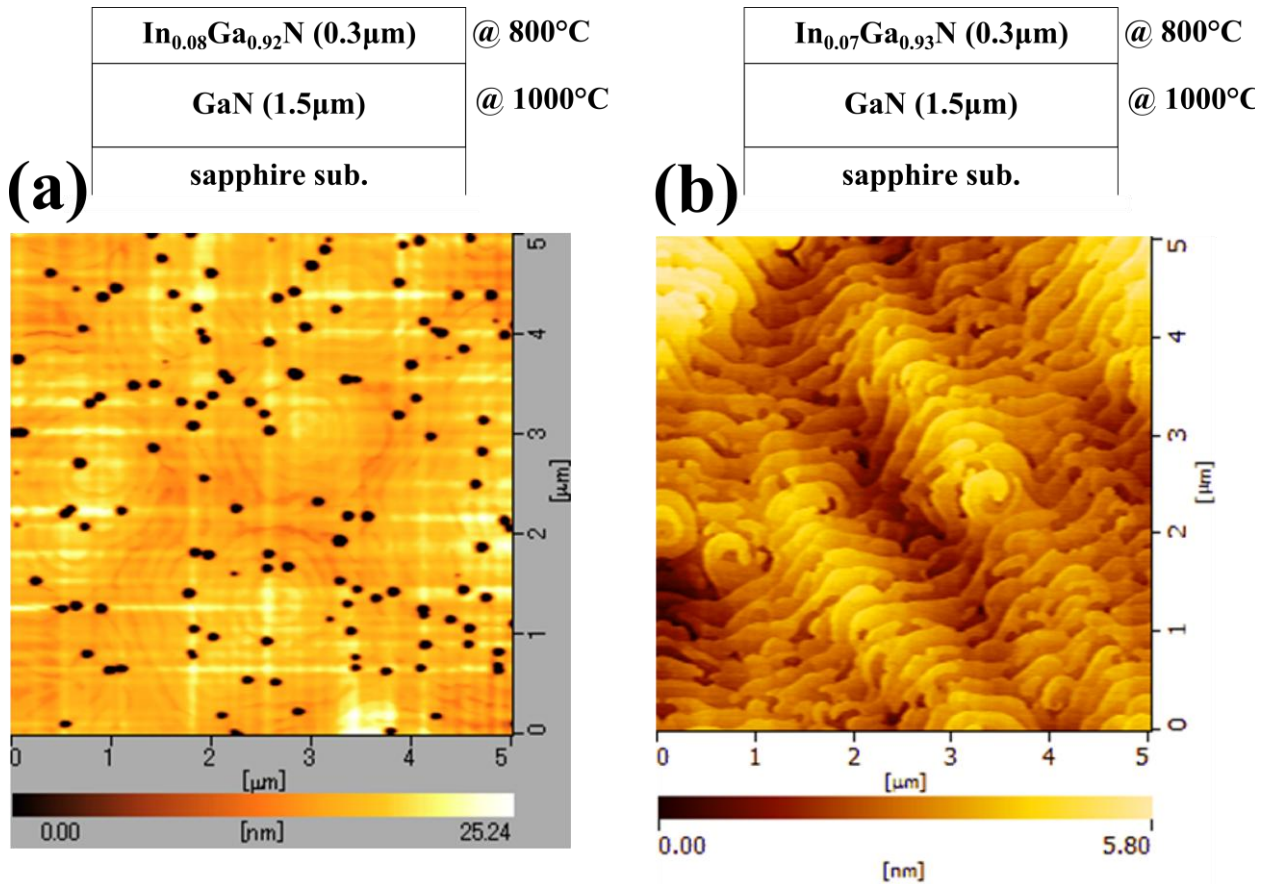 In0.08Ga0.92N (0.3μm) @ 800°C
GaN (1.5μm) @ 1000°C
sapphire sub.
(a)
In0.07Ga0.93N (0.3μm) @ 800°C
GaN (1.5μm) @ 1000°C
sapphire sub.
(b)
5
4
3
[μm]
2
1
0
0 1 2 3 4 5
[μm]
0.00 [nm] 25.24
5
4
3
[μm]
2
1
0
0 1 2 3 4 5
[μm]
0.00 5.80
[nm]